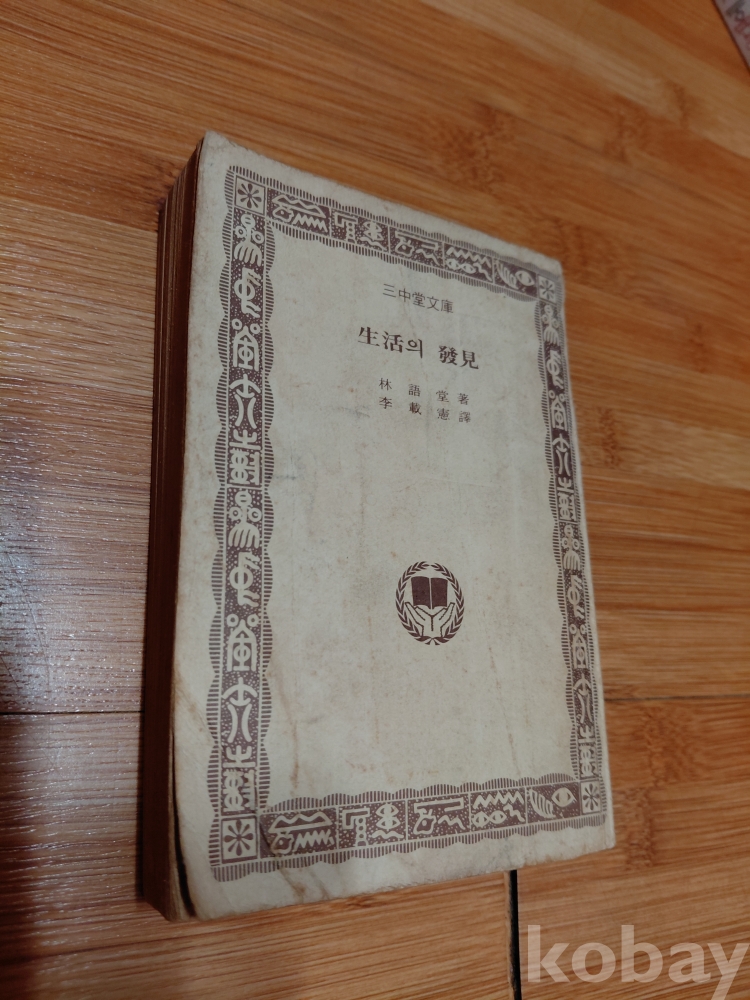 三中堂文庫
生活의 發見
林語堂 著
李載憲 譯
kobay